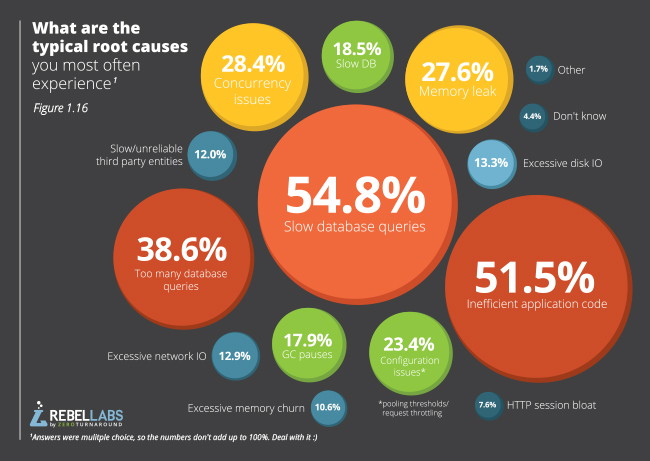 What are the
typical root causes
you most often
experience¹
Figure 1.16
28.4%
Concurrency
issues
18.5%
Slow DB
27.6%
Memory leak
1.7%
Other
4.4%
Don't know
Slow/unreliable
third party entities
12.0%
13.3%
Excessive disk IO
54.8%
Slow database queries
38.6%
Too many database
queries
51.5%
Inefficient application code
17.9%
GC pauses
23.4%
Configuration
issues*
Excessive network IO
12.9%
*pooling thresholds/
request throttling
Excessive memory churn
10.6%
7.6%
HTTP session bloat
REBELLABS
by ZEROTURNAROUND
¹Answers were mulitple choice, so the numbers don't add up to 100%. Deal with it :)